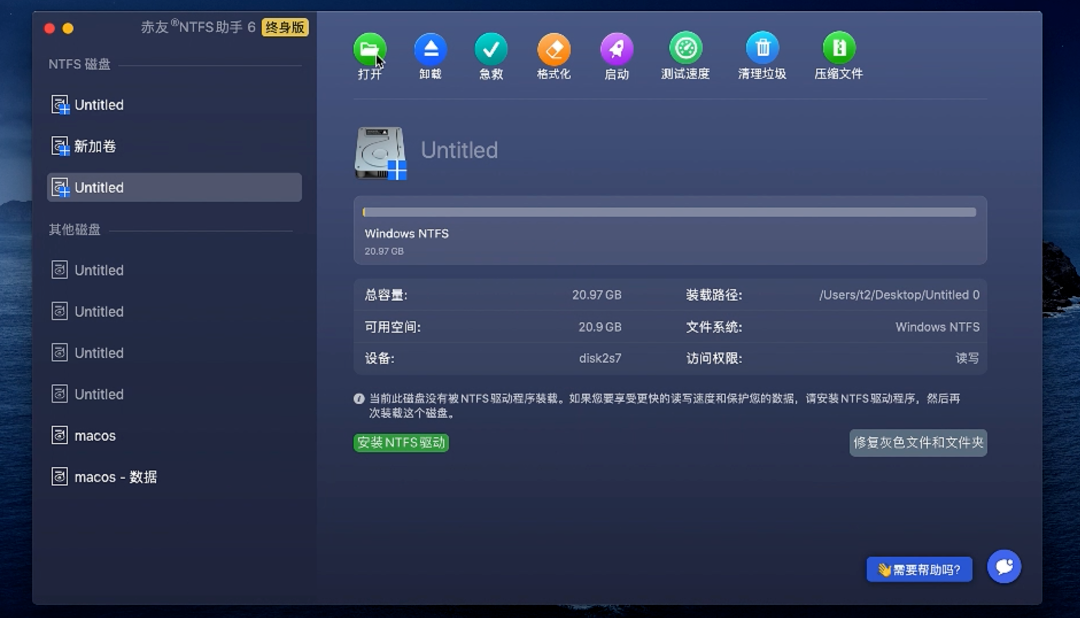 赤友®NTFS助手 6 终身版
NTFS 磁盘
Untitled
新加卷
Untitled
其他磁盘
Untitled
Untitled
Untitled
Untitled
macos
macos - 数据
打开
卸载
急救
格式化
启动
测试速度
清理垃圾
压缩文件
Untitled
Windows NTFS
20.97 GB
总容量: 20.97 GB 装载路径: /Users/t2/Desktop/Untitled 0
可用空间: 20.9 GB 文件系统: Windows NTFS
设备: disk2s7 访问权限: 读写
当前此磁盘没有被NTFS驱动程序装载。如果您要享受更快的读写速度和保护您的数据，请安装NTFS驱动程序，然后再
次装载这个磁盘。
安装NTFS驱动
修复灰色文件和文件夹
👋需要帮助吗?